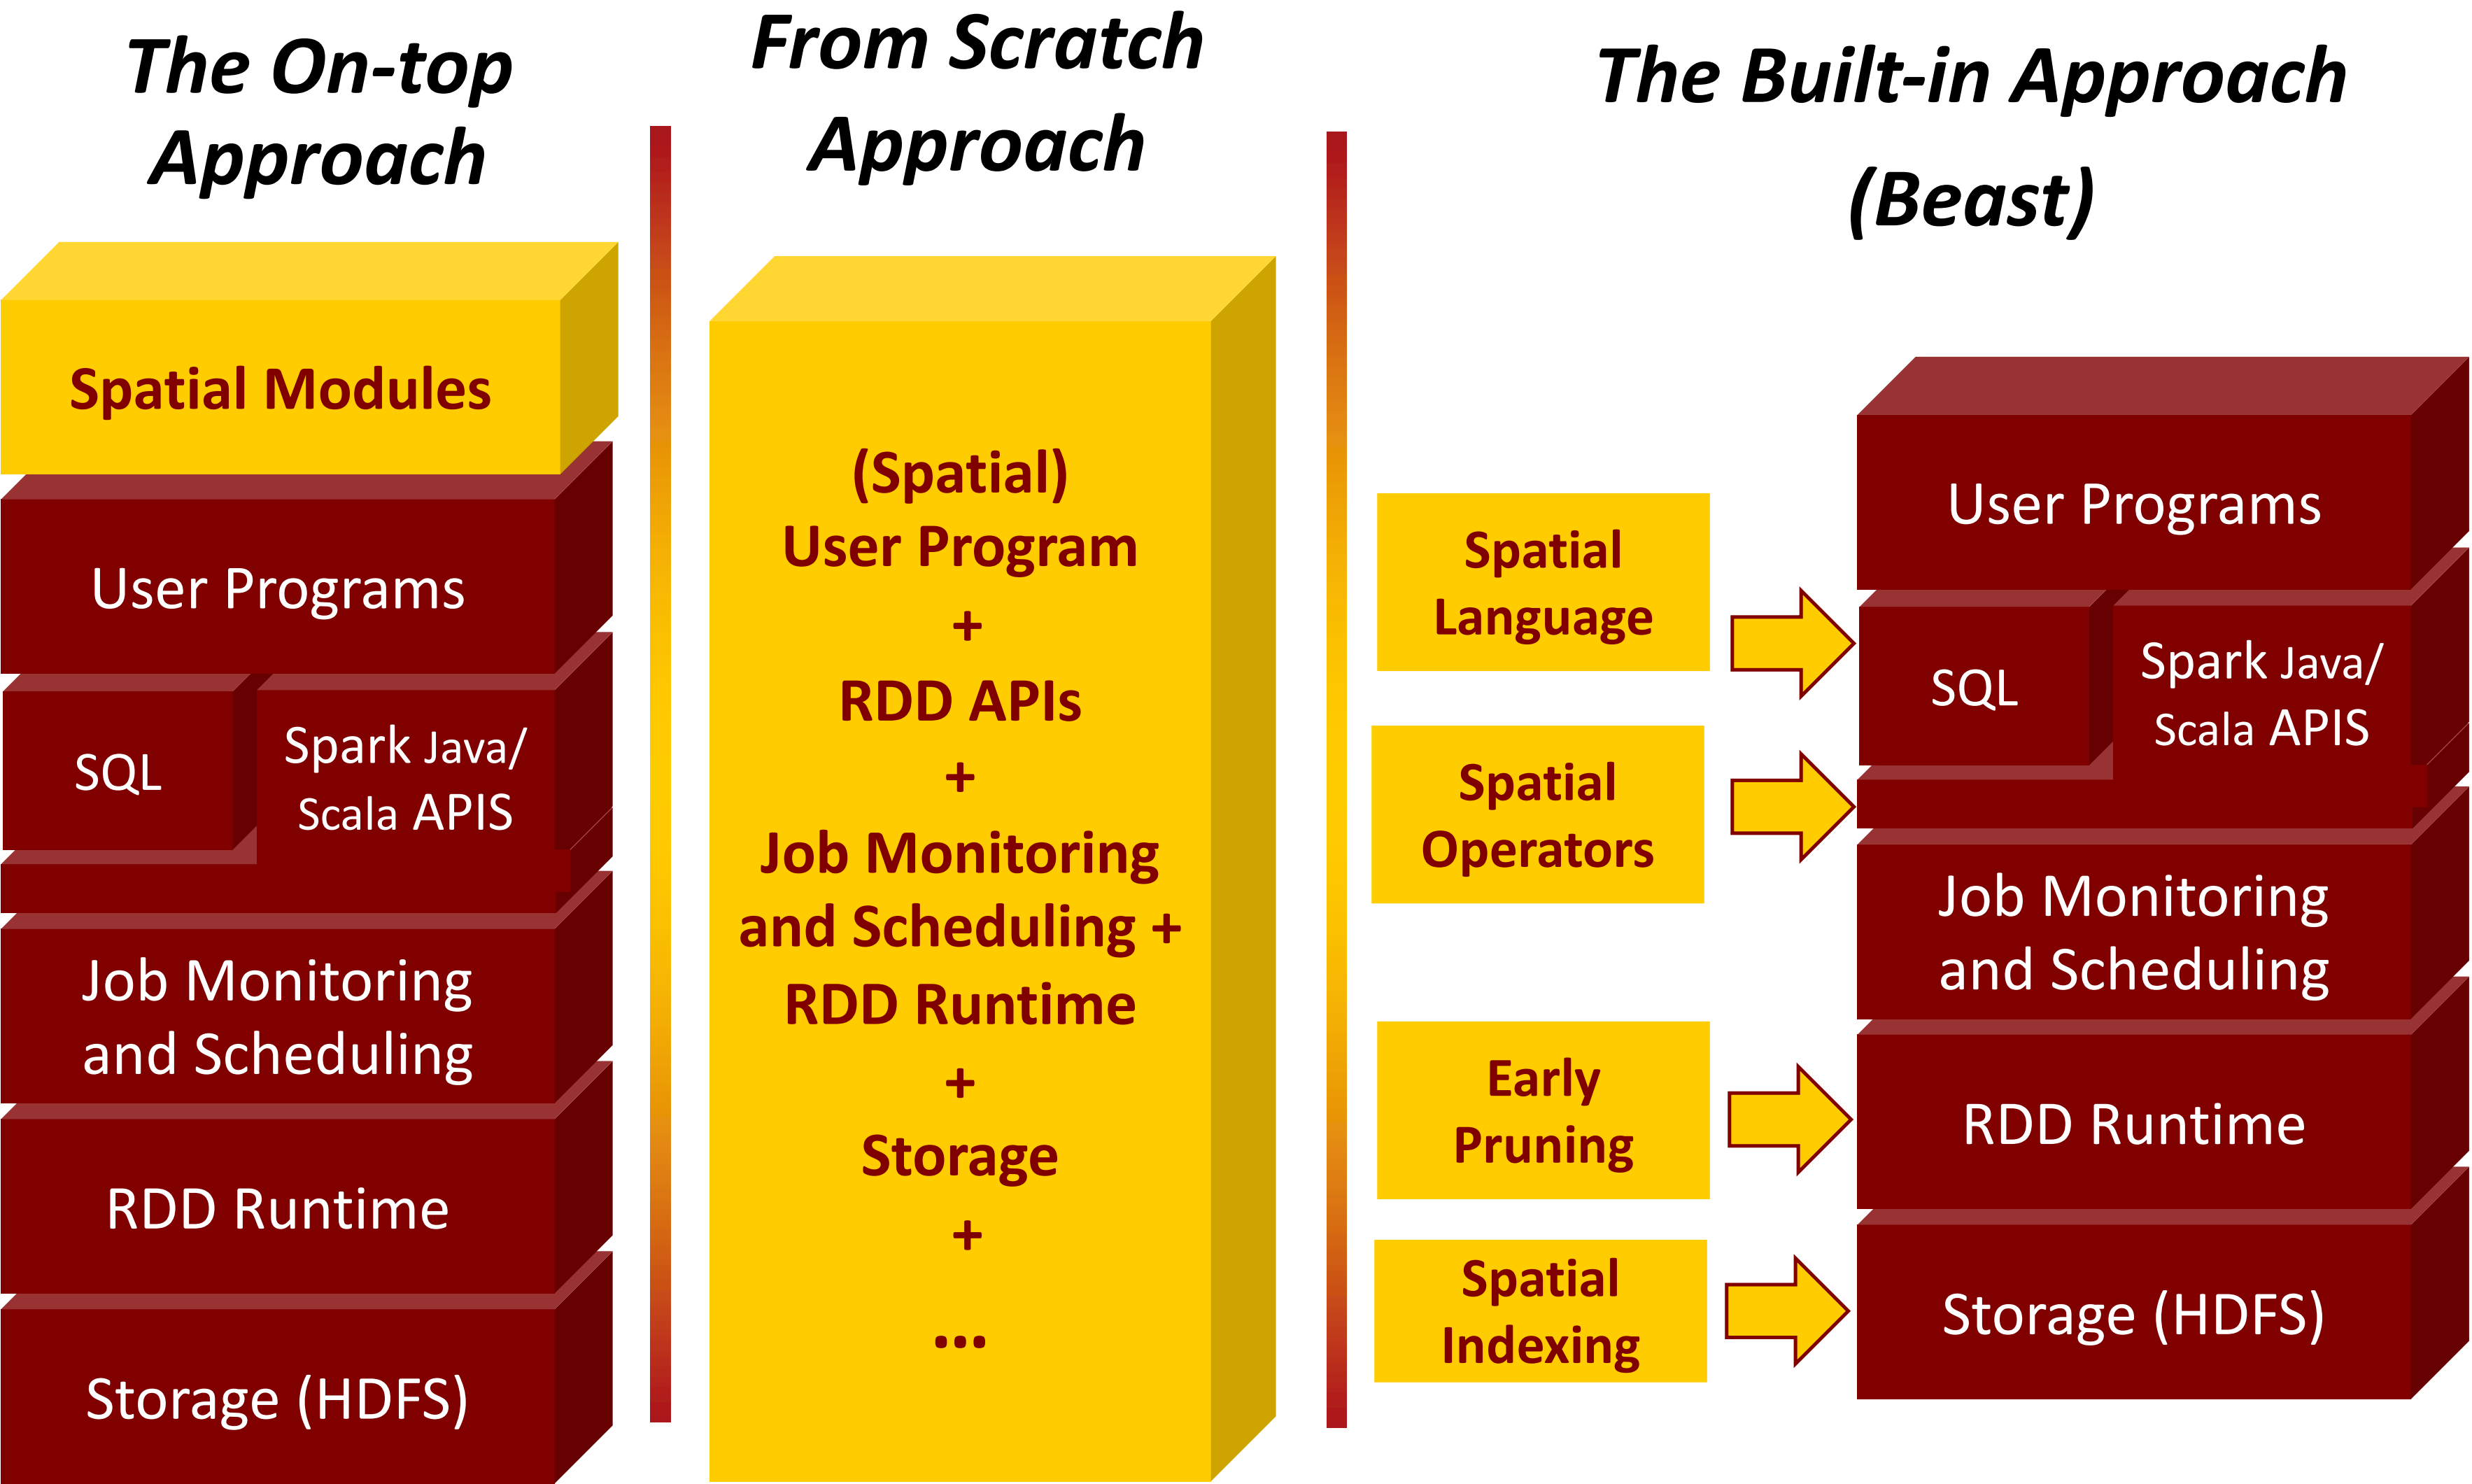 The On-top
Approach
Spatial Modules
User Programs
SQL
Spark Java/
Scala APIS
Job Monitoring
and Scheduling
RDD Runtime
Storage (HDFS)
From Scratch
Approach
(Spatial)
User Program
+
RDD APIs
+
Job Monitoring
and Scheduling +
RDD Runtime
+
Storage
+
...
The Built-in Approach
(Beast)
Spatial
Language
Spatial
Operators
Early
Pruning
Spatial
Indexing
User Programs
SQL
Spark Java/
Scala APIS
Job Monitoring
and Scheduling
RDD Runtime
Storage (HDFS)